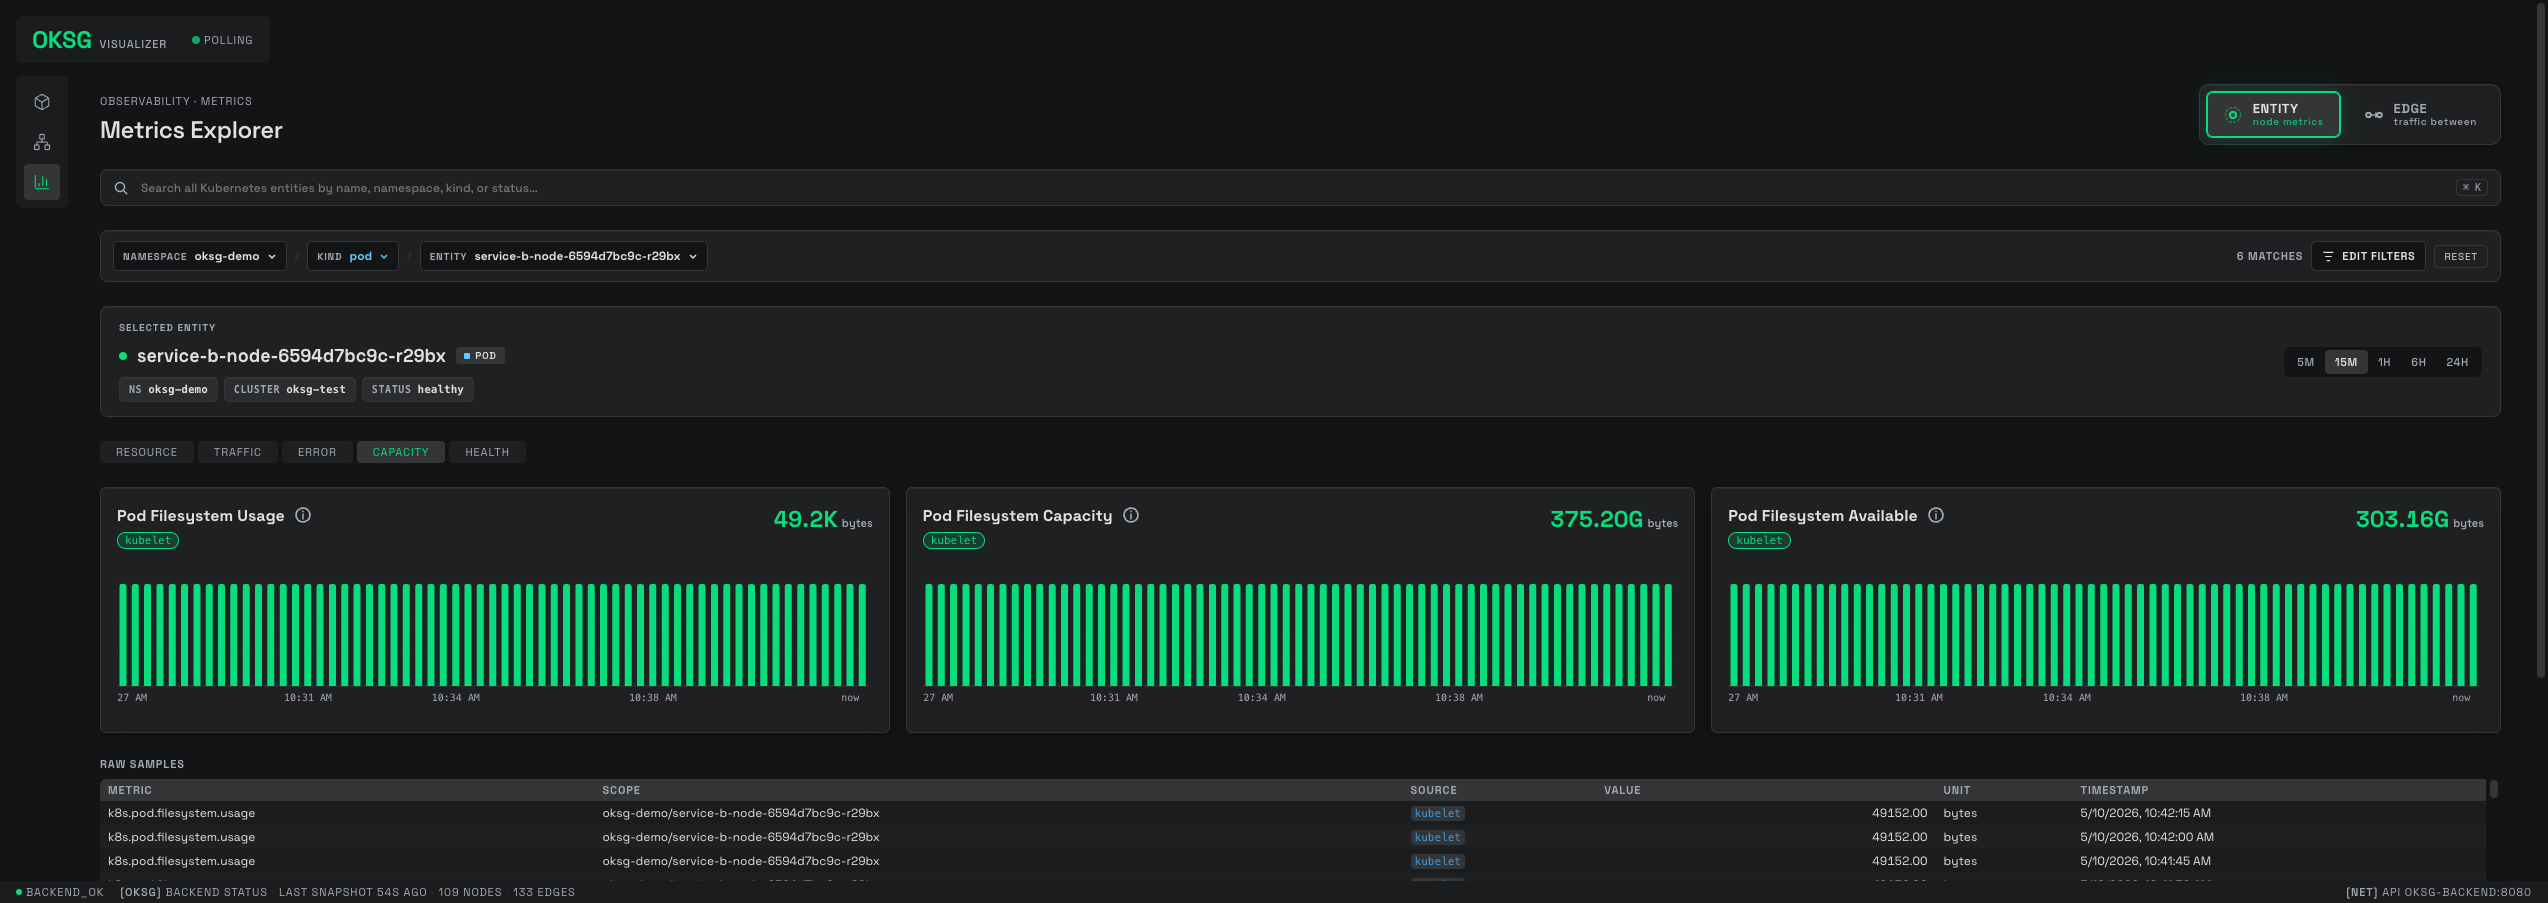 OKSG VISUALIZER POLLING
OBSERVABILITY · METRICS
Metrics Explorer
ENTITY
node metrics
EDGE
traffic between
Search all Kubernetes entities by name, namespace, kind, or status...
⌘ K
NAMESPACE oksg-demo / KIND pod / ENTITY service-b-node-6594d7bc9c-r29bx
6 MATCHES EDIT FILTERS RESET
SELECTED ENTITY
service-b-node-6594d7bc9c-r29bx POD
NS oksg-demo CLUSTER oksg-test STATUS healthy
5M 15M 1H 6H 24H
RESOURCE TRAFFIC ERROR CAPACITY HEALTH
Pod Filesystem Usage 49.2K bytes
kubelet
27 AM 10:31 AM 10:34 AM 10:38 AM now
Pod Filesystem Capacity 375.20G bytes
kubelet
27 AM 10:31 AM 10:34 AM 10:38 AM now
Pod Filesystem Available 303.16G bytes
kubelet
27 AM 10:31 AM 10:34 AM 10:38 AM now
RAW SAMPLES
METRIC SCOPE SOURCE VALUE UNIT TIMESTAMP
k8s.pod.filesystem.usage oksg-demo/service-b-node-6594d7bc9c-r29bx kubelet 49152.00 bytes 5/10/2026, 10:42:15 AM
k8s.pod.filesystem.usage oksg-demo/service-b-node-6594d7bc9c-r29bx kubelet 49152.00 bytes 5/10/2026, 10:42:00 AM
k8s.pod.filesystem.usage oksg-demo/service-b-node-6594d7bc9c-r29bx kubelet 49152.00 bytes 5/10/2026, 10:41:45 AM
BACKEND_OK [OKSG] BACKEND STATUS · LAST SNAPSHOT 54S AGO · 109 NODES · 133 EDGES
[NET] API OKSG-BACKEND:8080